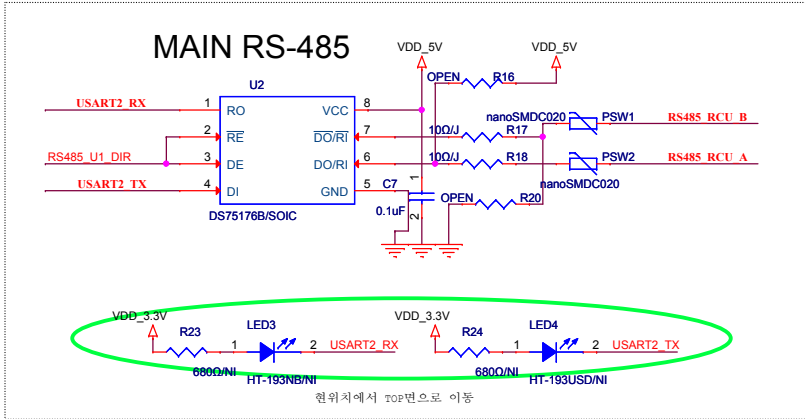 MAIN RS-485
VDD_5V VDD_5V
OPEN R16
U2
USART2_RX 1 RO VCC 8
nanoSMDC020 PSW1 RS485_RCU_B
2 RE DO/RI 7 10Ω/J R17
RS485_U1_DIR 3 DE DO/RI 6 10Ω/J R18 PSW2 RS485_RCU_A
nanoSMDC020
USART2_TX 4 DI GND 5 C7 1 OPEN R20
0.1uF 2
DS75176B/SOIC
VDD_3.3V VDD_3.3V
R23 LED3 R24 LED4
1 2 USART2_RX 1 2 USART2_TX
680Ω/NI HT-193NB/NI 680Ω/NI HT-193USD/NI
현위치에서 TOP면으로 이동